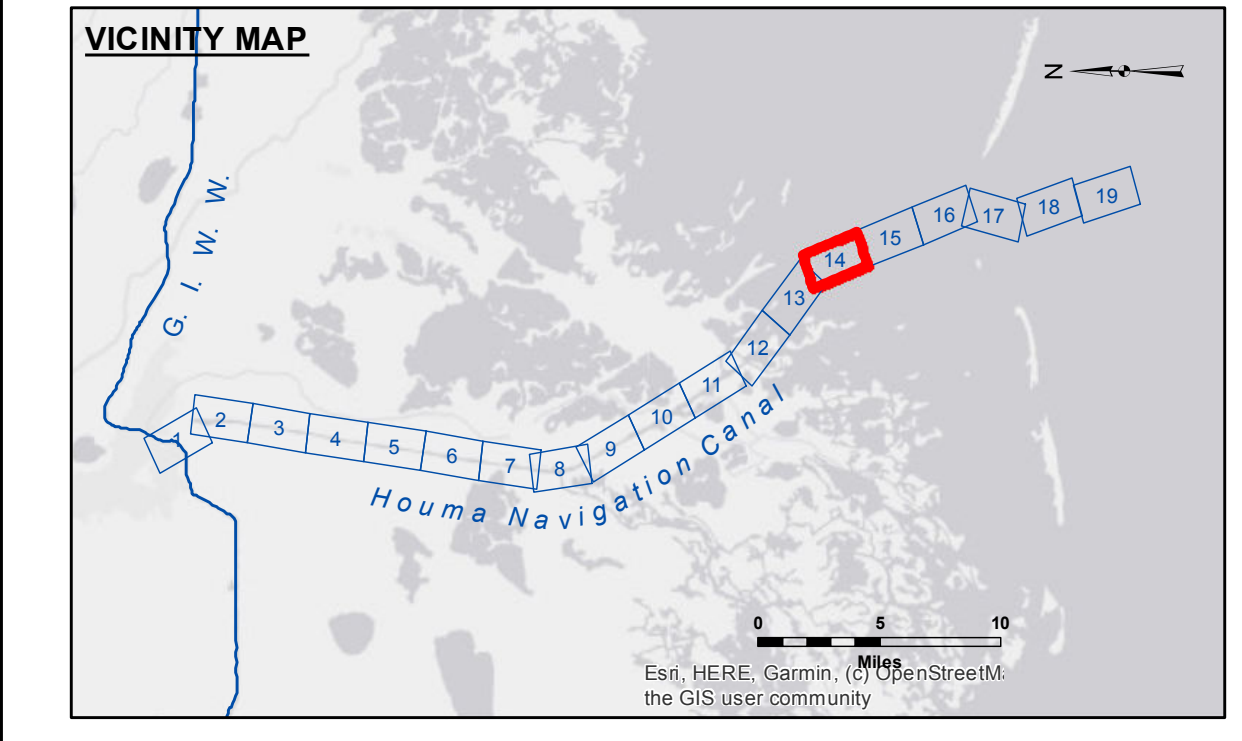 VICINITY MAP
N
G. I. W. W.
1
2
3
4
5
6
7
8
9
10
11
12
13
14
15
16
17
18
19
Houma Navigation Canal
0 5 10
Miles
Esri, HERE, Garmin, (c) OpenStreetM
the GIS user community